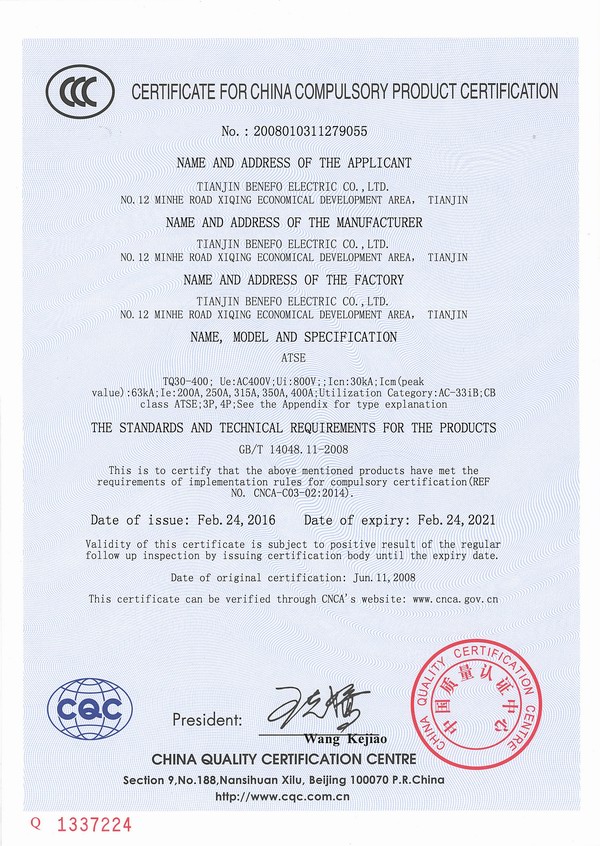 CERTIFICATE FOR CHINA COMPULSORY PRODUCT CERTIFICATION
No.: 2008010311279055
NAME AND ADDRESS OF THE APPLICANT
TIANJIN BENEFO ELECTRIC CO.,LTD.
NO.12 MINHE ROAD XIQING ECONOMICAL DEVELOPMENT AREA, TIANJIN
NAME AND ADDRESS OF THE MANUFACTURER
TIANJIN BENEFO ELECTRIC CO.,LTD.
NO.12 MINHE ROAD XIQING ECONOMICAL DEVELOPMENT AREA, TIANJIN
NAME AND ADDRESS OF THE FACTORY
TIANJIN BENEFO ELECTRIC CO.,LTD.
NO.12 MINHE ROAD XIQING ECONOMICAL DEVELOPMENT AREA, TIANJIN
NAME, MODEL AND SPECIFICATION
ATSE
TQ30-400; Ue:AC400V;Ui:800V;;Icn:30kA;Icm(peak
value):63kA;Ie:200A,250A,315A,350A,400A;Utilization Category:AC-33iB;CB
class ATSE;3P,4P;See the Appendix for type explanation
THE STANDARDS AND TECHNICAL REQUIREMENTS FOR THE PRODUCTS
GB/T 14048.11-2008
This is to certify that the above mentioned products have met the
requirements of implementation rules for compulsory certification(REF
NO. CNCA-C03-02:2014).
Date of issue: Feb.24,2016 Date of expiry: Feb.24,2021
Validity of this certificate is subject to positive result of the regular
follow up inspection by issuing certification body until the expiry date.
Date of original certification: Jun.11,2008
This certificate can be verified through CNCA's website: www.cnca.gov.cn
CQC
President:
Wang Kejiao
CHINA QUALITY CERTIFICATION CENTRE
中国质量认证中心
CHINA QUALITY CERTIFICATION CENTRE
Section 9,No.188,Nansihuan Xilu, Beijing 100070 P.R.China
http://www.cqc.com.cn
Q 1337224